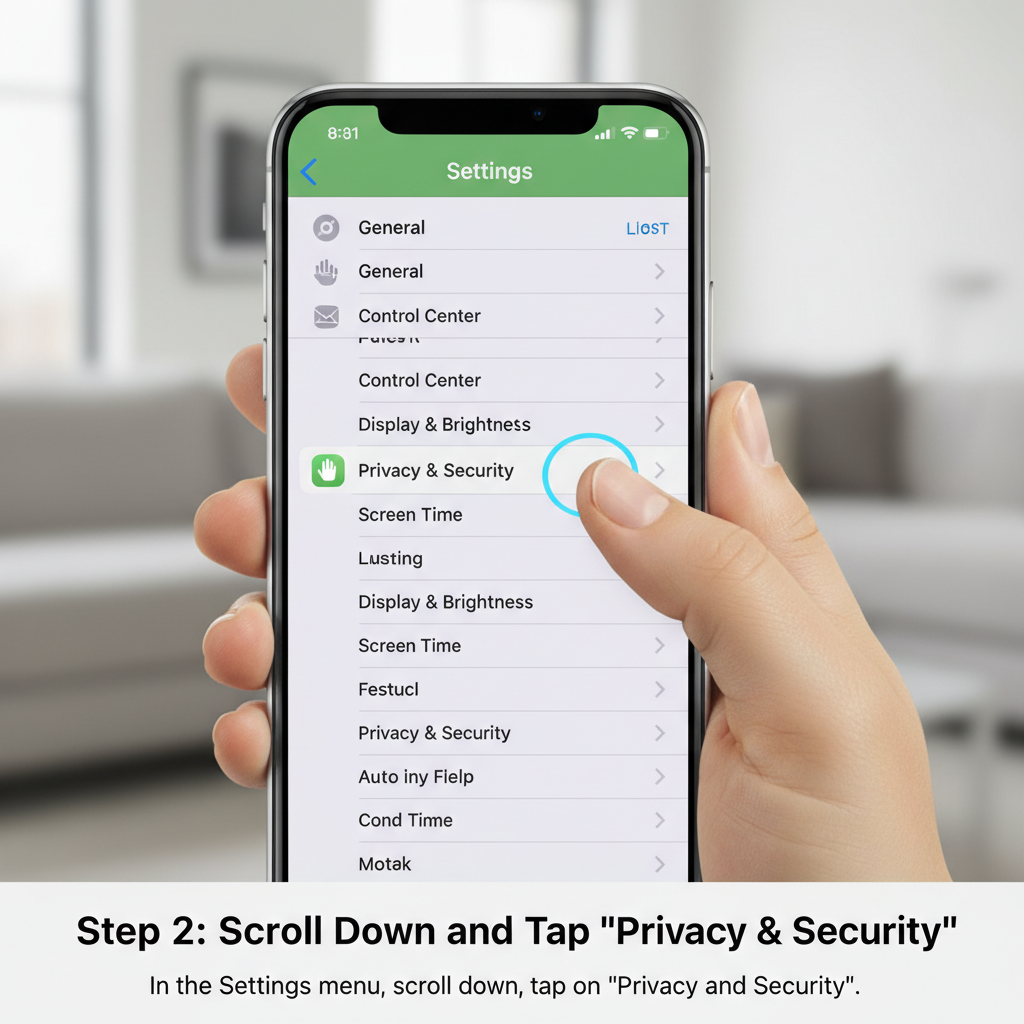 8:81
Settings
General LiosT
General
Control Center
Control Center
Display & Brightness
Privacy & Security
Screen Time
Lusting
Display & Brightness
Screen Time
Festucl
Privacy & Security
Auto iny Fielp
Cond Time
Motak
Step 2: Scroll Down and Tap "Privacy & Security"
In the Settings menu, scroll down, tap on "Privacy and Security".